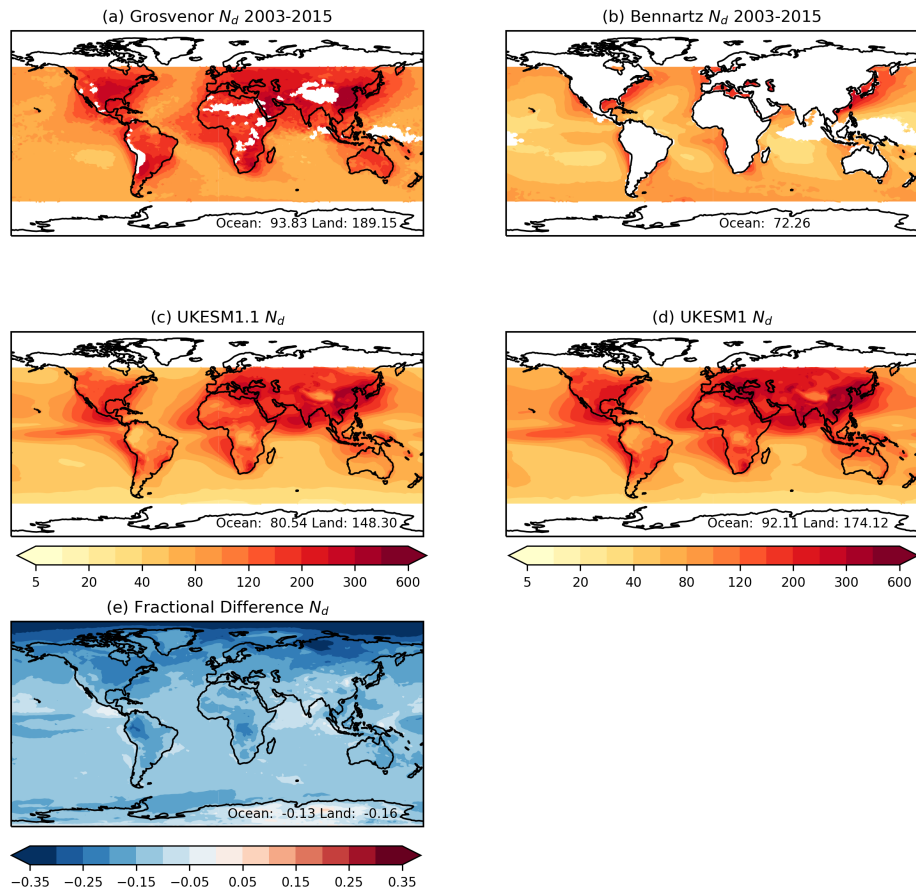 (a) Grosvenor N_d 2003-2015
Ocean: 93.83 Land: 189.15
(b) Bennartz N_d 2003-2015
Ocean: 72.26
(c) UKESM1.1 N_d
Ocean: 80.54 Land: 148.30
5 20 40 80 120 200 300 600
(d) UKESM1 N_d
Ocean: 92.11 Land: 174.12
5 20 40 80 120 200 300 600
(e) Fractional Difference N_d
Ocean: -0.13 Land: -0.16
−0.35 −0.25 −0.15 −0.05 0.05 0.15 0.25 0.35